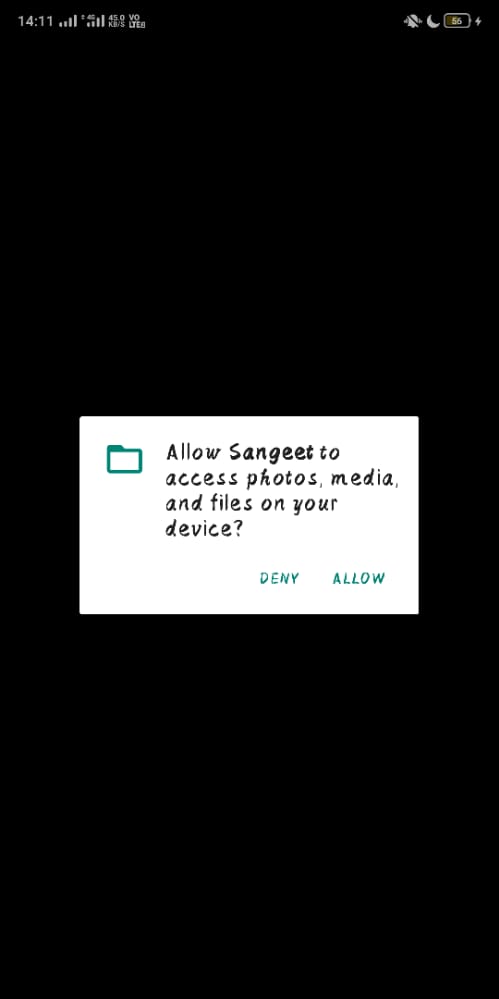 14:11 4G 45.0 KB/S VO LTE 56
Allow Sangeet to
access photos, media,
and files on your
device?
DENY ALLOW